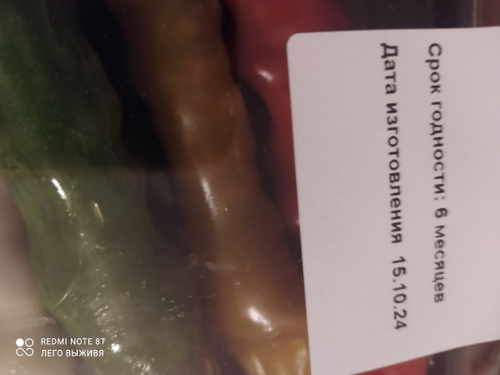 Срок годности: 6 месяцев
Дата изготовления 15.10.24
REDMI NOTE 8T
ЛЕГО ВЫЖИВЯ